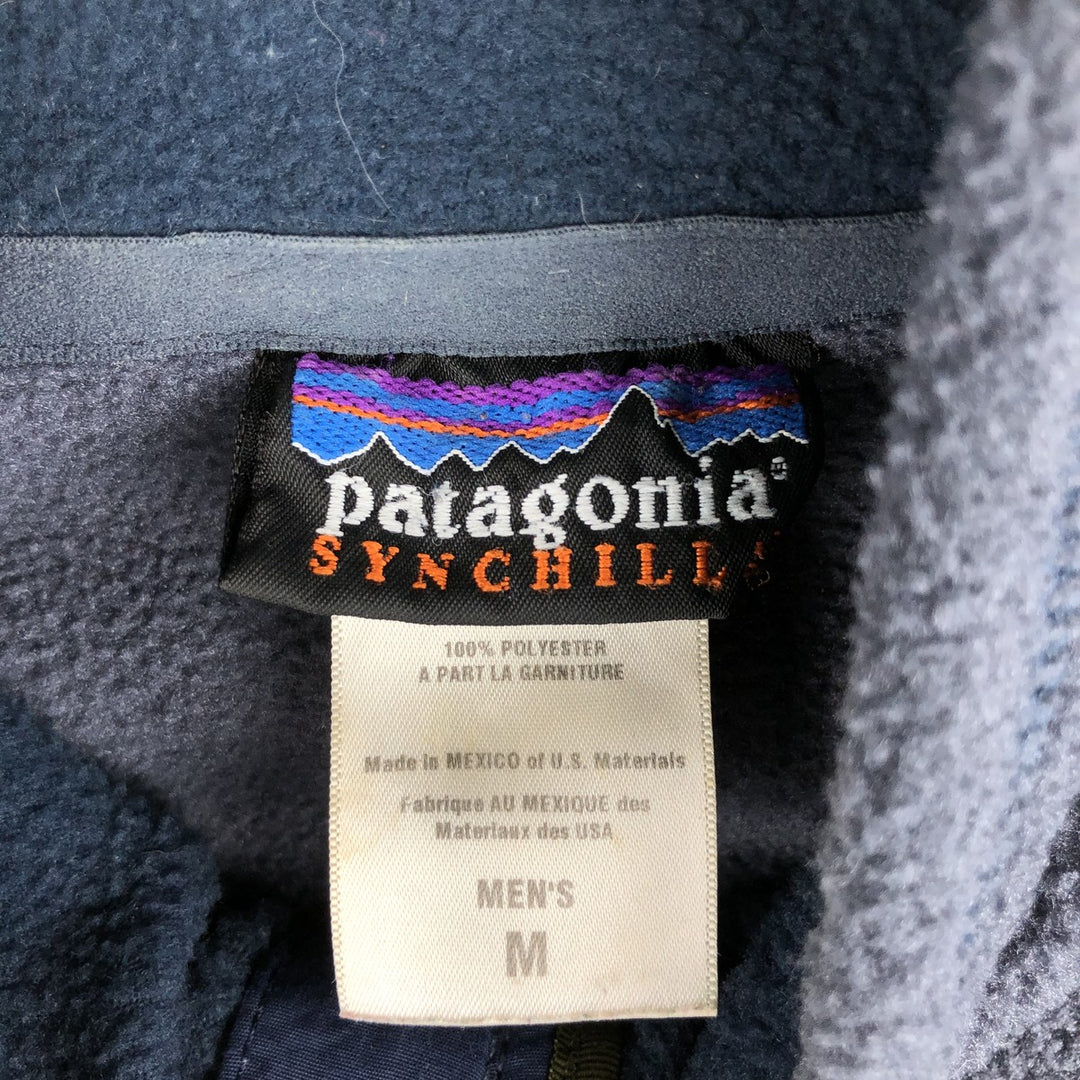 patagonia®
SYNCHILLA
100% POLYESTER
A PART LA GARNITURE
Made in MEXICO of U.S. Materials
Fabrique AU MEXIQUE des
Materiaux des USA
MEN'S
M